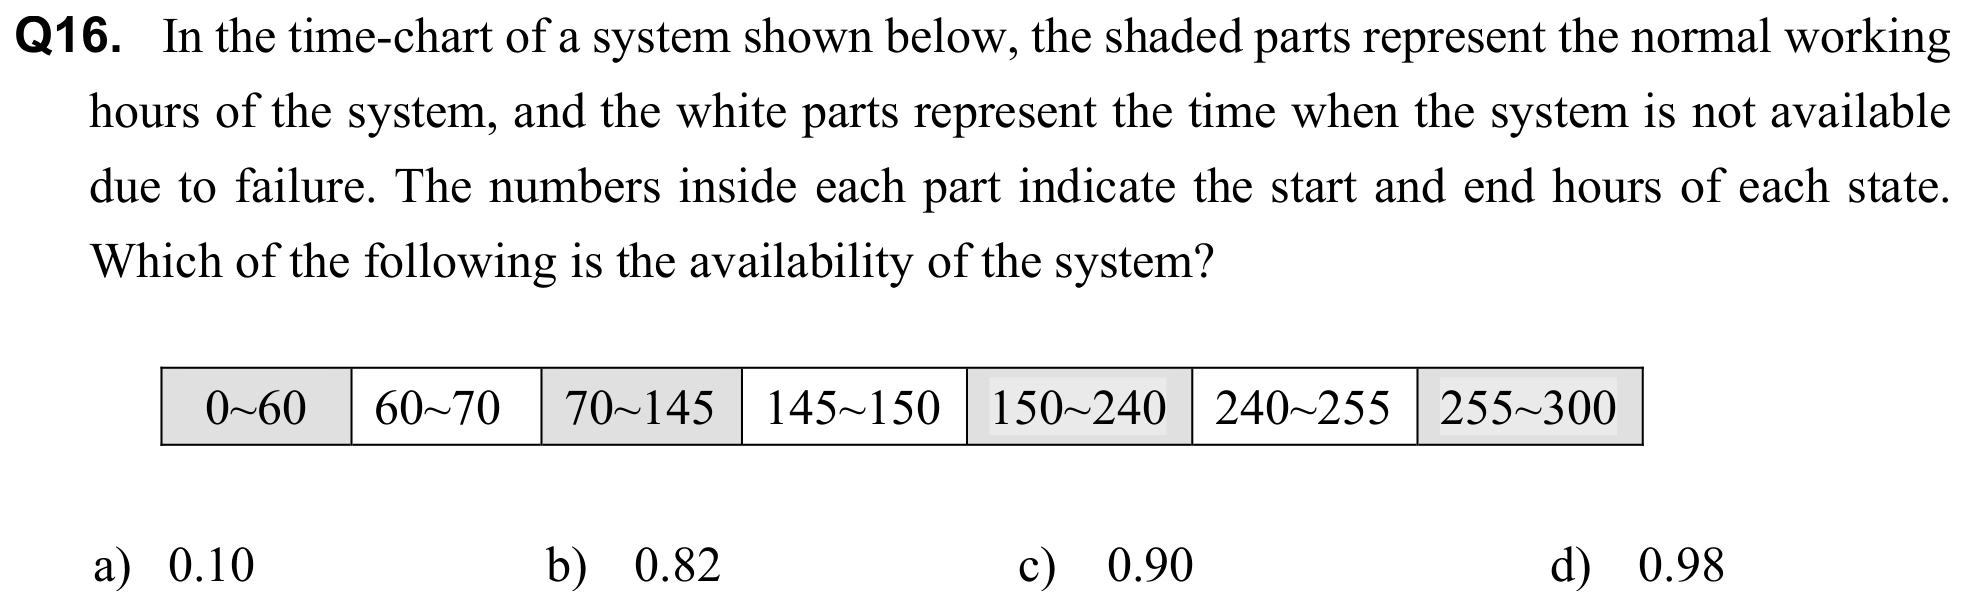 Q16. In the time-chart of a system shown below, the shaded parts represent the normal working
hours of the system, and the white parts represent the time when the system is not available
due to failure. The numbers inside each part indicate the start and end hours of each state.
Which of the following is the availability of the system?
0~60 60~70 70~145 145~150 150~240 240~255 255~300
a) 0.10 b) 0.82 c) 0.90 d) 0.98